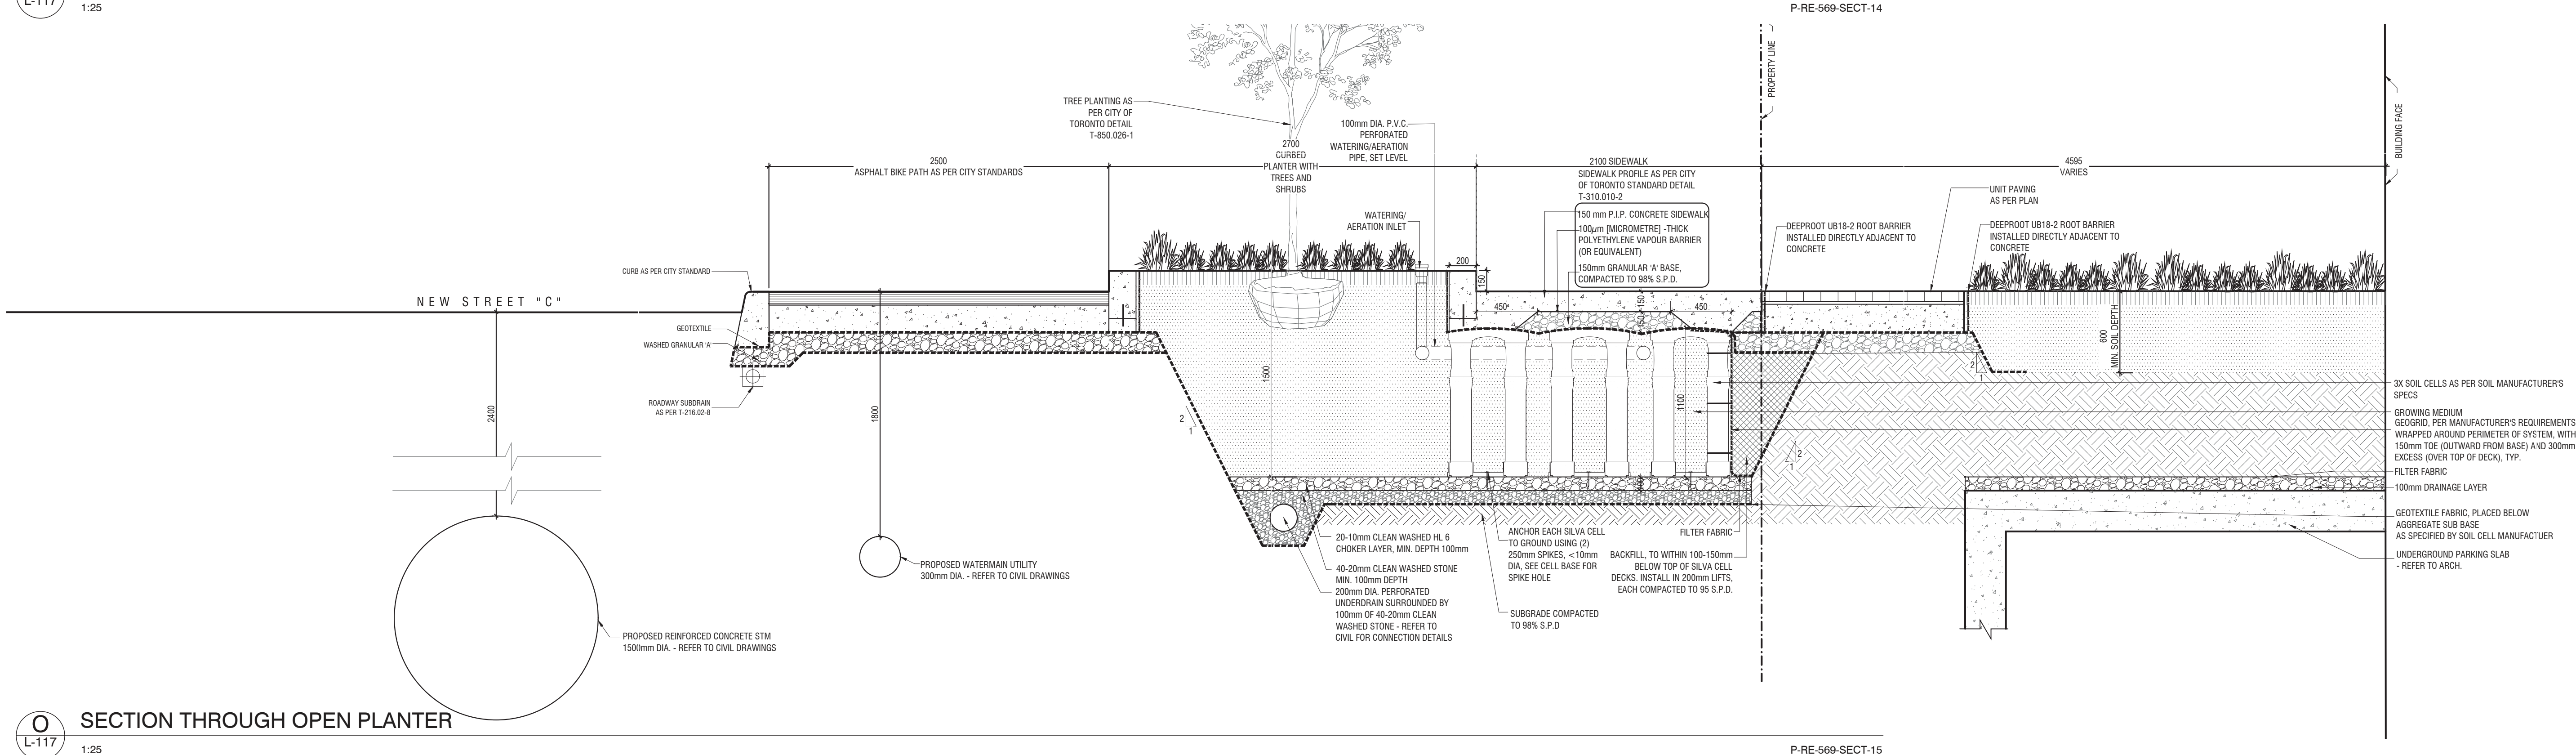 L-117
1:25
P-RE-569-SECT-14
PROPERTY LINE
BUILDING FACE
TREE PLANTING AS
PER CITY OF
TORONTO DETAIL
T-850.026-1
100mm DIA. P.V.C.
PERFORATED
WATERING/AERATION
PIPE, SET LEVEL
2500
ASPHALT BIKE PATH AS PER CITY STANDARDS
2700
CURBED
PLANTER WITH
TREES AND
SHRUBS
2100 SIDEWALK
SIDEWALK PROFILE AS PER CITY
OF TORONTO STANDARD DETAIL
T-310.010-2
150 mm P.I.P. CONCRETE SIDEWALK
100µm [MICROMETRE] -THICK
POLYETHYLENE VAPOUR BARRIER
(OR EQUIVALENT)
150mm GRANULAR 'A' BASE,
COMPACTED TO 98% S.P.D.
4595
VARIES
UNIT PAVING
AS PER PLAN
WATERING/
AERATION INLET
DEEPROOT UB18-2 ROOT BARRIER
INSTALLED DIRECTLY ADJACENT TO
CONCRETE
DEEPROOT UB18-2 ROOT BARRIER
INSTALLED DIRECTLY ADJACENT TO
CONCRETE
200
150
CURB AS PER CITY STANDARD
NEW STREET "C"
450
150
450
150
GEOTEXTILE
WASHED GRANULAR 'A'
600
MIN. SOIL DEPTH
2
1
ROADWAY SUBDRAIN
AS PER T-216.02-8
2400
1800
1500
1100
2
1
2
1
3X SOIL CELLS AS PER SOIL MANUFACTURER'S
SPECS
GROWING MEDIUM
GEOGRID, PER MANUFACTURER'S REQUIREMENTS
WRAPPED AROUND PERIMETER OF SYSTEM, WITH
150mm TOE (OUTWARD FROM BASE) AND 300mm
EXCESS (OVER TOP OF DECK), TYP.
FILTER FABRIC
100mm DRAINAGE LAYER
GEOTEXTILE FABRIC, PLACED BELOW
AGGREGATE SUB BASE
AS SPECIFIED BY SOIL CELL MANUFACTUER
UNDERGROUND PARKING SLAB
- REFER TO ARCH.
20-10mm CLEAN WASHED HL 6
CHOKER LAYER, MIN. DEPTH 100mm
40-20mm CLEAN WASHED STONE
MIN. 100mm DEPTH
200mm DIA. PERFORATED
UNDERDRAIN SURROUNDED BY
100mm OF 40-20mm CLEAN
WASHED STONE - REFER TO
CIVIL FOR CONNECTION DETAILS
ANCHOR EACH SILVA CELL
TO GROUND USING (2)
250mm SPIKES, <10mm
DIA, SEE CELL BASE FOR
SPIKE HOLE
SUBGRADE COMPACTED
TO 98% S.P.D
FILTER FABRIC
BACKFILL, TO WITHIN 100-150mm
BELOW TOP OF SILVA CELL
DECKS. INSTALL IN 200mm LIFTS,
EACH COMPACTED TO 95 S.P.D.
PROPOSED WATERMAIN UTILITY
300mm DIA. - REFER TO CIVIL DRAWINGS
PROPOSED REINFORCED CONCRETE STM
1500mm DIA. - REFER TO CIVIL DRAWINGS
O
L-117
SECTION THROUGH OPEN PLANTER
1:25
P-RE-569-SECT-15